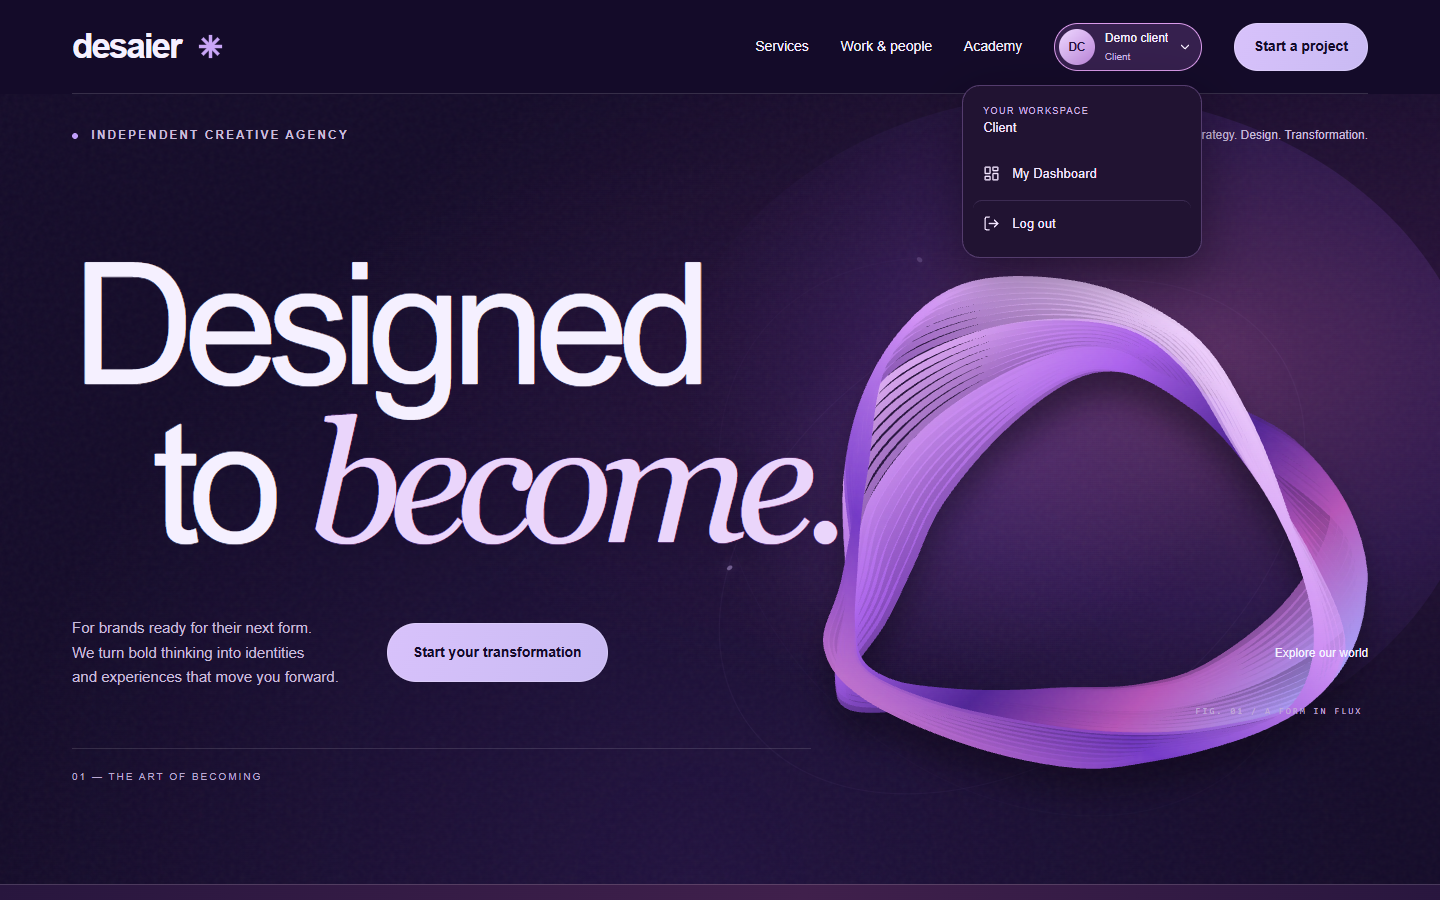 desaier
Services
Work & people
Academy
DC
Demo client
Client
Start a project
YOUR WORKSPACE
Client
My Dashboard
Log out
INDEPENDENT CREATIVE AGENCY
rategy. Design. Transformation.
Designed
to become.
For brands ready for their next form.
We turn bold thinking into identities
and experiences that move you forward.
Start your transformation
Explore our world
FIG. 01 / A FORM IN FLUX
01 — THE ART OF BECOMING